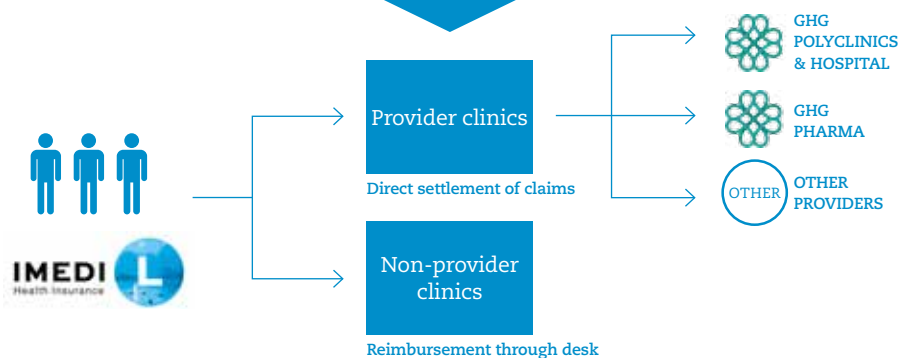 GHG
POLYCLINICS
& HOSPITAL
Provider clinics
GHG
PHARMA
Direct settlement of claims
OTHER
OTHER
PROVIDERS
IMEDI L
Health Insurance
Non-provider
clinics
Reimbursement through desk